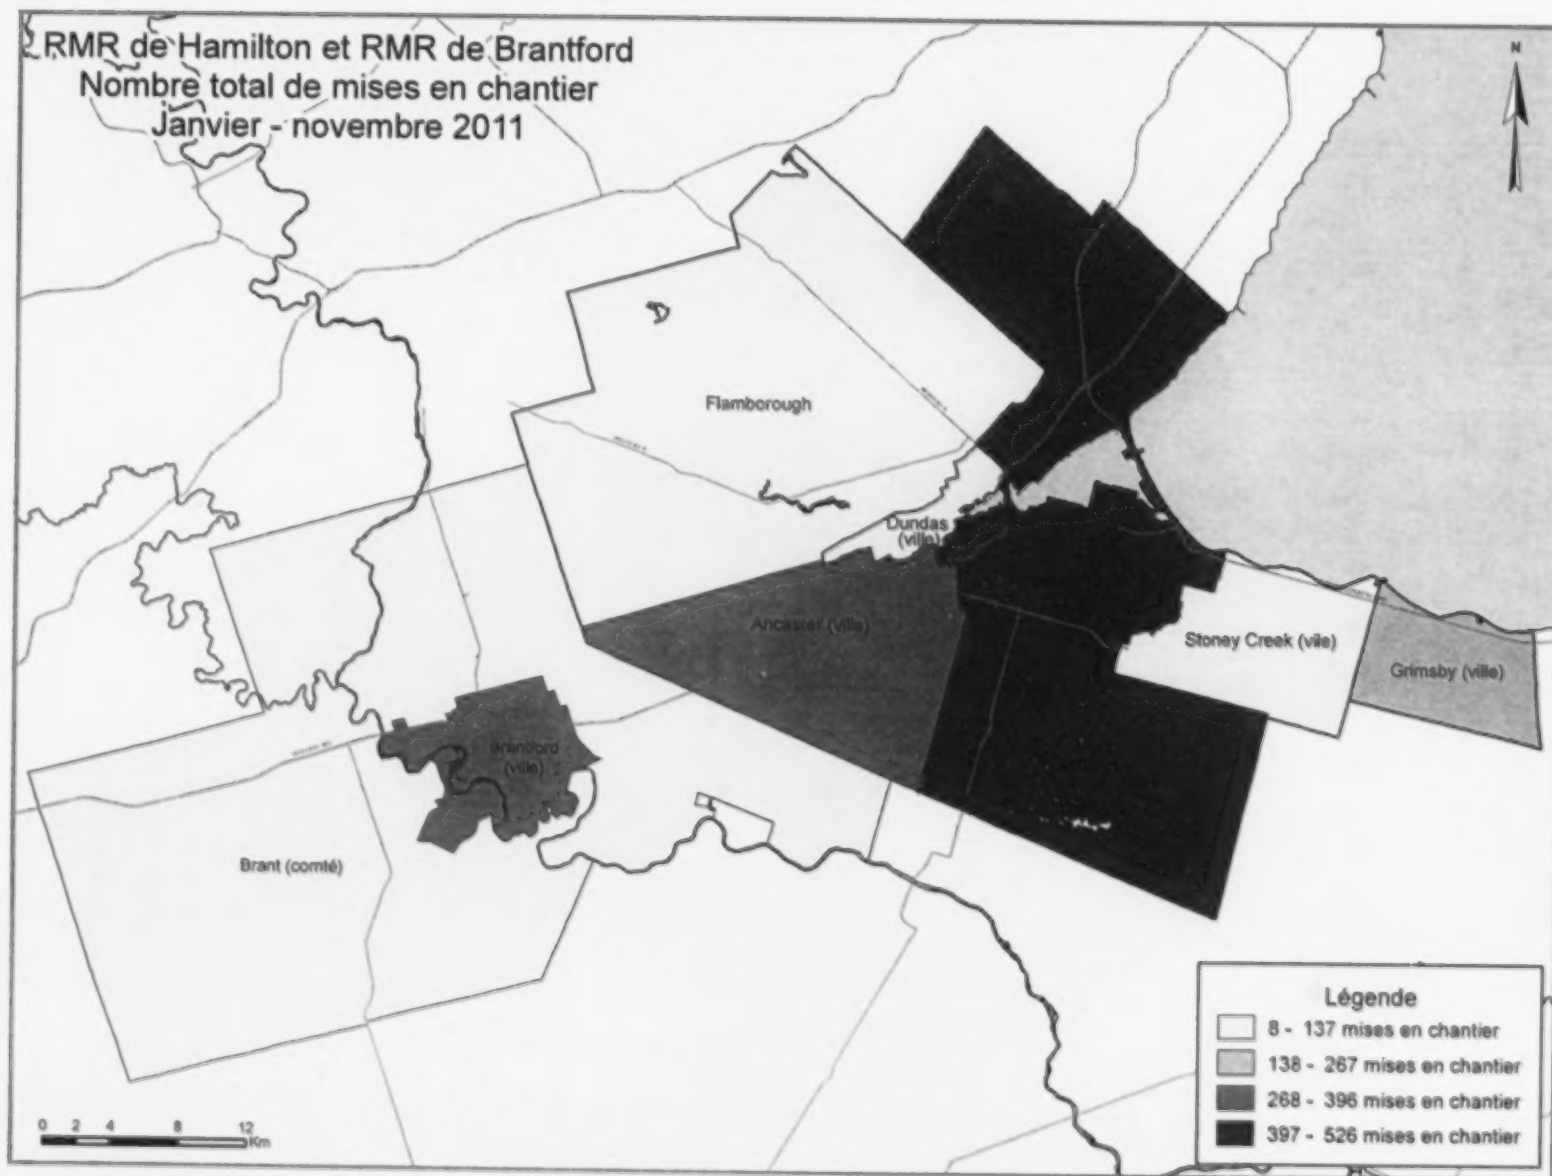 RMR de Hamilton et RMR de Brantford
Nombre total de mises en chantier
Janvier - novembre 2011
N
Flamborough
Dundas
(ville)
Ancaster (ville)
Stoney Creek (ville)
Grimsby (ville)
Brantford
(ville)
Brant (comté)
Légende
8 - 137 mises en chantier
138 - 267 mises en chantier
268 - 396 mises en chantier
397 - 526 mises en chantier
0 2 4 8 12
Km